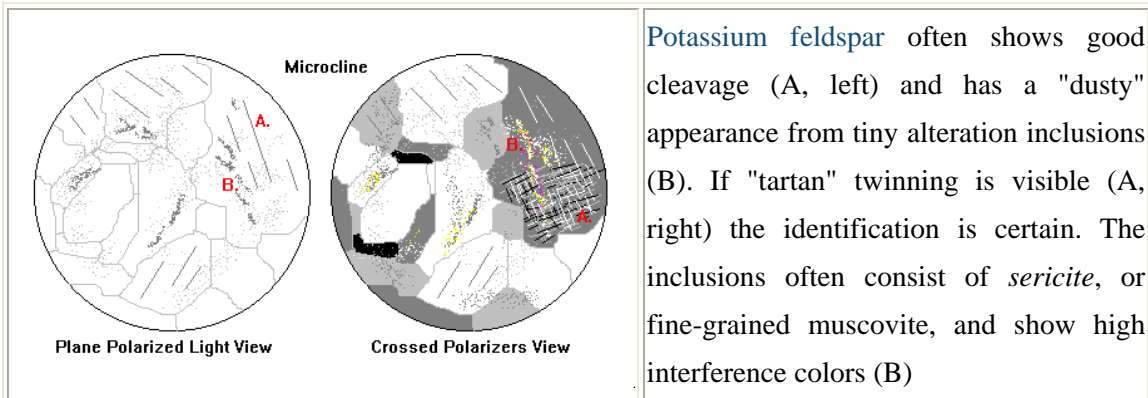 Microcline
A.
B.
B.
A.
Plane Polarized Light View
Crossed Polarizers View
.
Potassium feldspar often shows good
cleavage (A, left) and has a "dusty"
appearance from tiny alteration inclusions
(B). If "tartan" twinning is visible (A,
right) the identification is certain. The
inclusions often consist of sericite, or
fine-grained muscovite, and show high
interference colors (B)